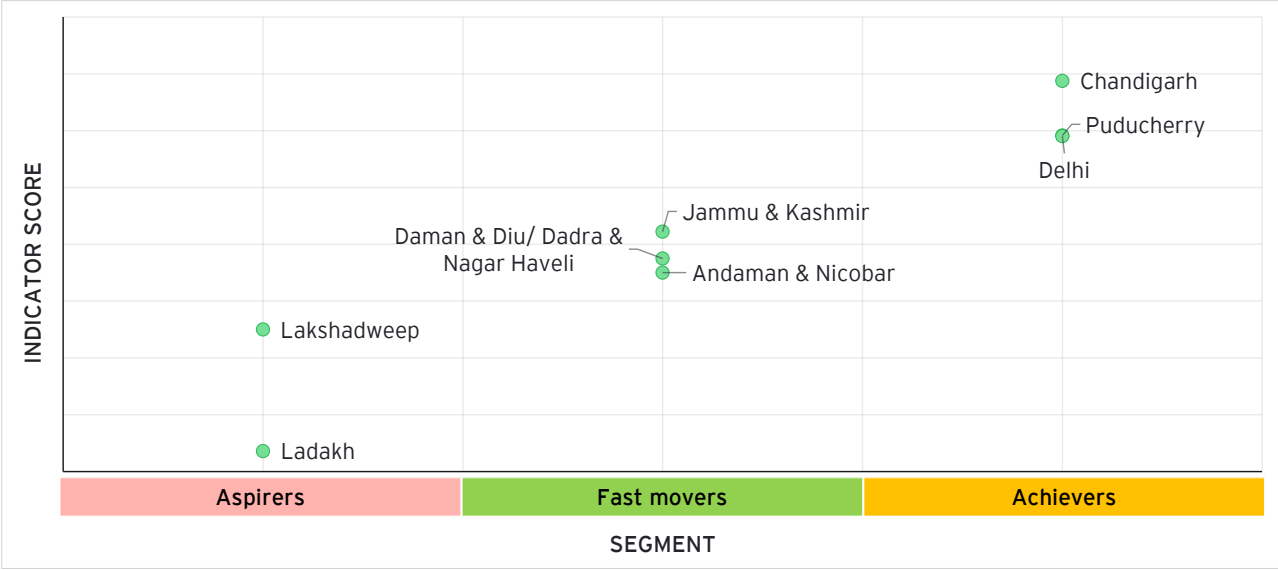 INDICATOR SCORE
Chandigarh
Puducherry
Delhi
Jammu & Kashmir
Daman & Diu/ Dadra &
Nagar Haveli
Andaman & Nicobar
Lakshadweep
Ladakh
Aspirers
Fast movers
Achievers
SEGMENT